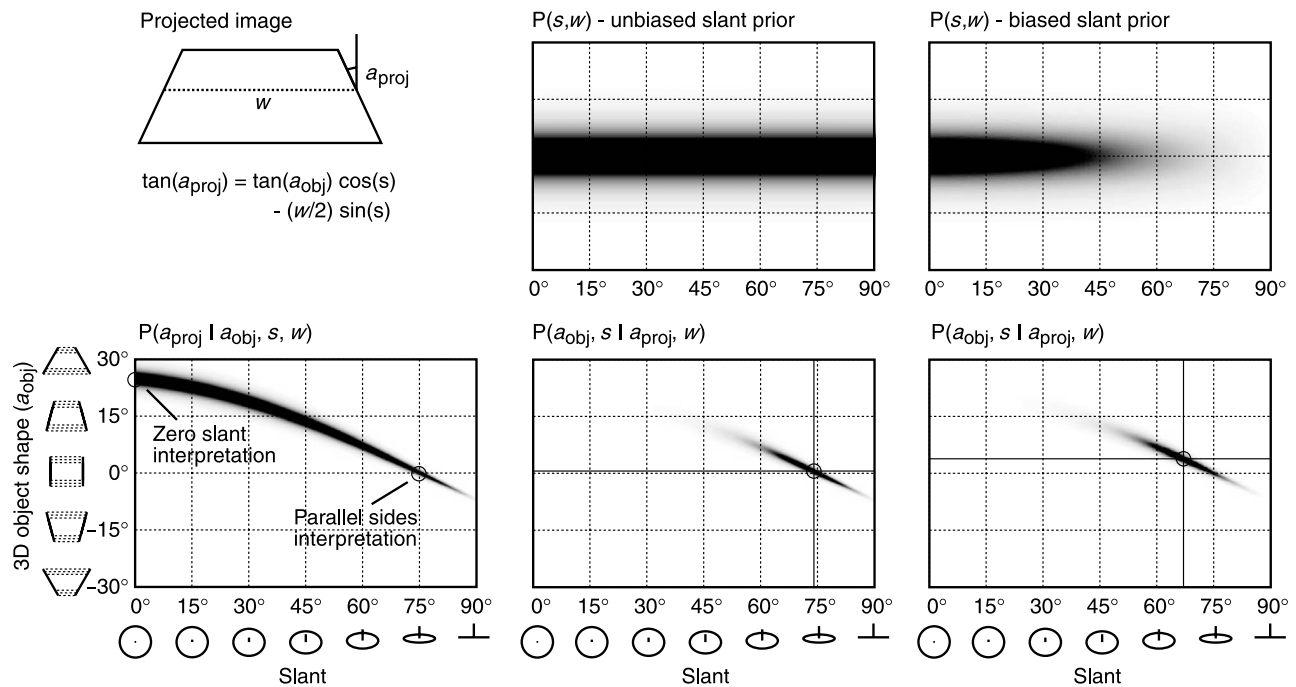 Projected image
a_proj
w
tan(a_proj) = tan(a_obj) cos(s)
- (w/2) sin(s)
P(s,w) - unbiased slant prior
0° 15° 30° 45° 60° 75° 90°
P(s,w) - biased slant prior
0° 15° 30° 45° 60° 75° 90°
P(a_proj | a_obj, s, w)
3D object shape (a_obj)
30°
15°
0°
-15°
-30°
Zero slant
interpretation
Parallel sides
interpretation
0° 15° 30° 45° 60° 75° 90°
Slant
P(a_obj, s | a_proj, w)
0° 15° 30° 45° 60° 75° 90°
Slant
P(a_obj, s | a_proj, w)
0° 15° 30° 45° 60° 75° 90°
Slant